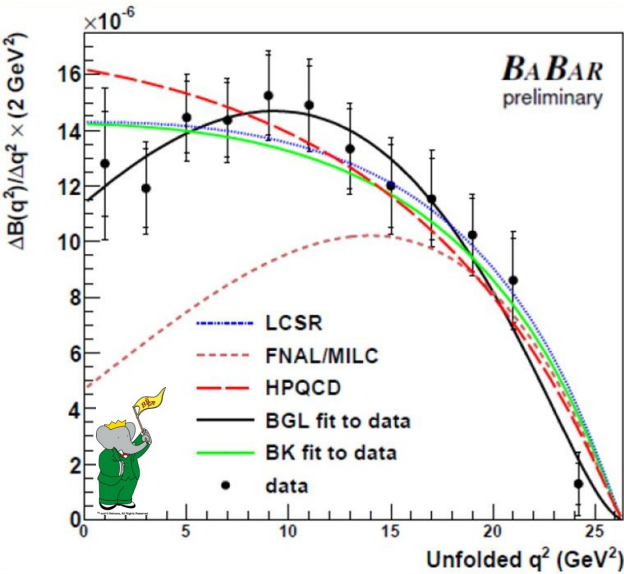 ×10⁻⁶
ΔB(q²)/Δq² × (2 GeV²)
16
14
12
10
8
6
4
2
0
BABAR
preliminary
LCSR
FNAL/MILC
HPQCD
BGL fit to data
BK fit to data
data
0
5
10
15
20
25
Unfolded q² (GeV²)